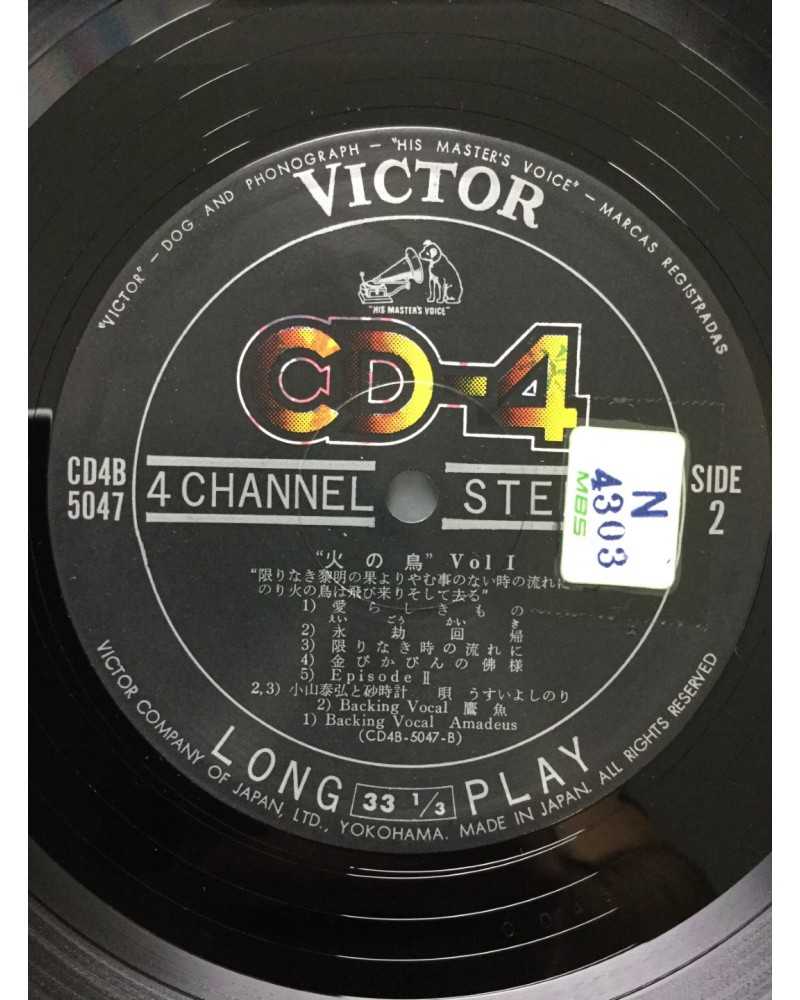 "VICTOR" — DOG AND PHONOGRAPH — "HIS MASTER'S VOICE" — MARCAS REGISTRADAS
VICTOR
"HIS MASTER'S VOICE"
CD-4
CD4B
5047
4 CHANNEL
STE
SIDE
2
N
4303
MBS
"火の鳥" Vol I
"限りなき黎明の果よりやむ事のない時の流れに
のり火の鳥は飛び来りそして去る"
1) 愛らしきもの
えいごうかいき
2) 永劫回帰
3) 限りなき時の流れに
4) 金ぴかぴんの佛様
5) Episode II
2,3) 小山泰弘と砂時計 唄 うすいよしのり
2) Backing Vocal 鷹魚
1) Backing Vocal Amadeus
(CD4B-5047-B)
LONG 33 1/3 PLAY
VICTOR COMPANY OF JAPAN, LTD., YOKOHAMA. MADE IN JAPAN. ALL RIGHTS RESERVED